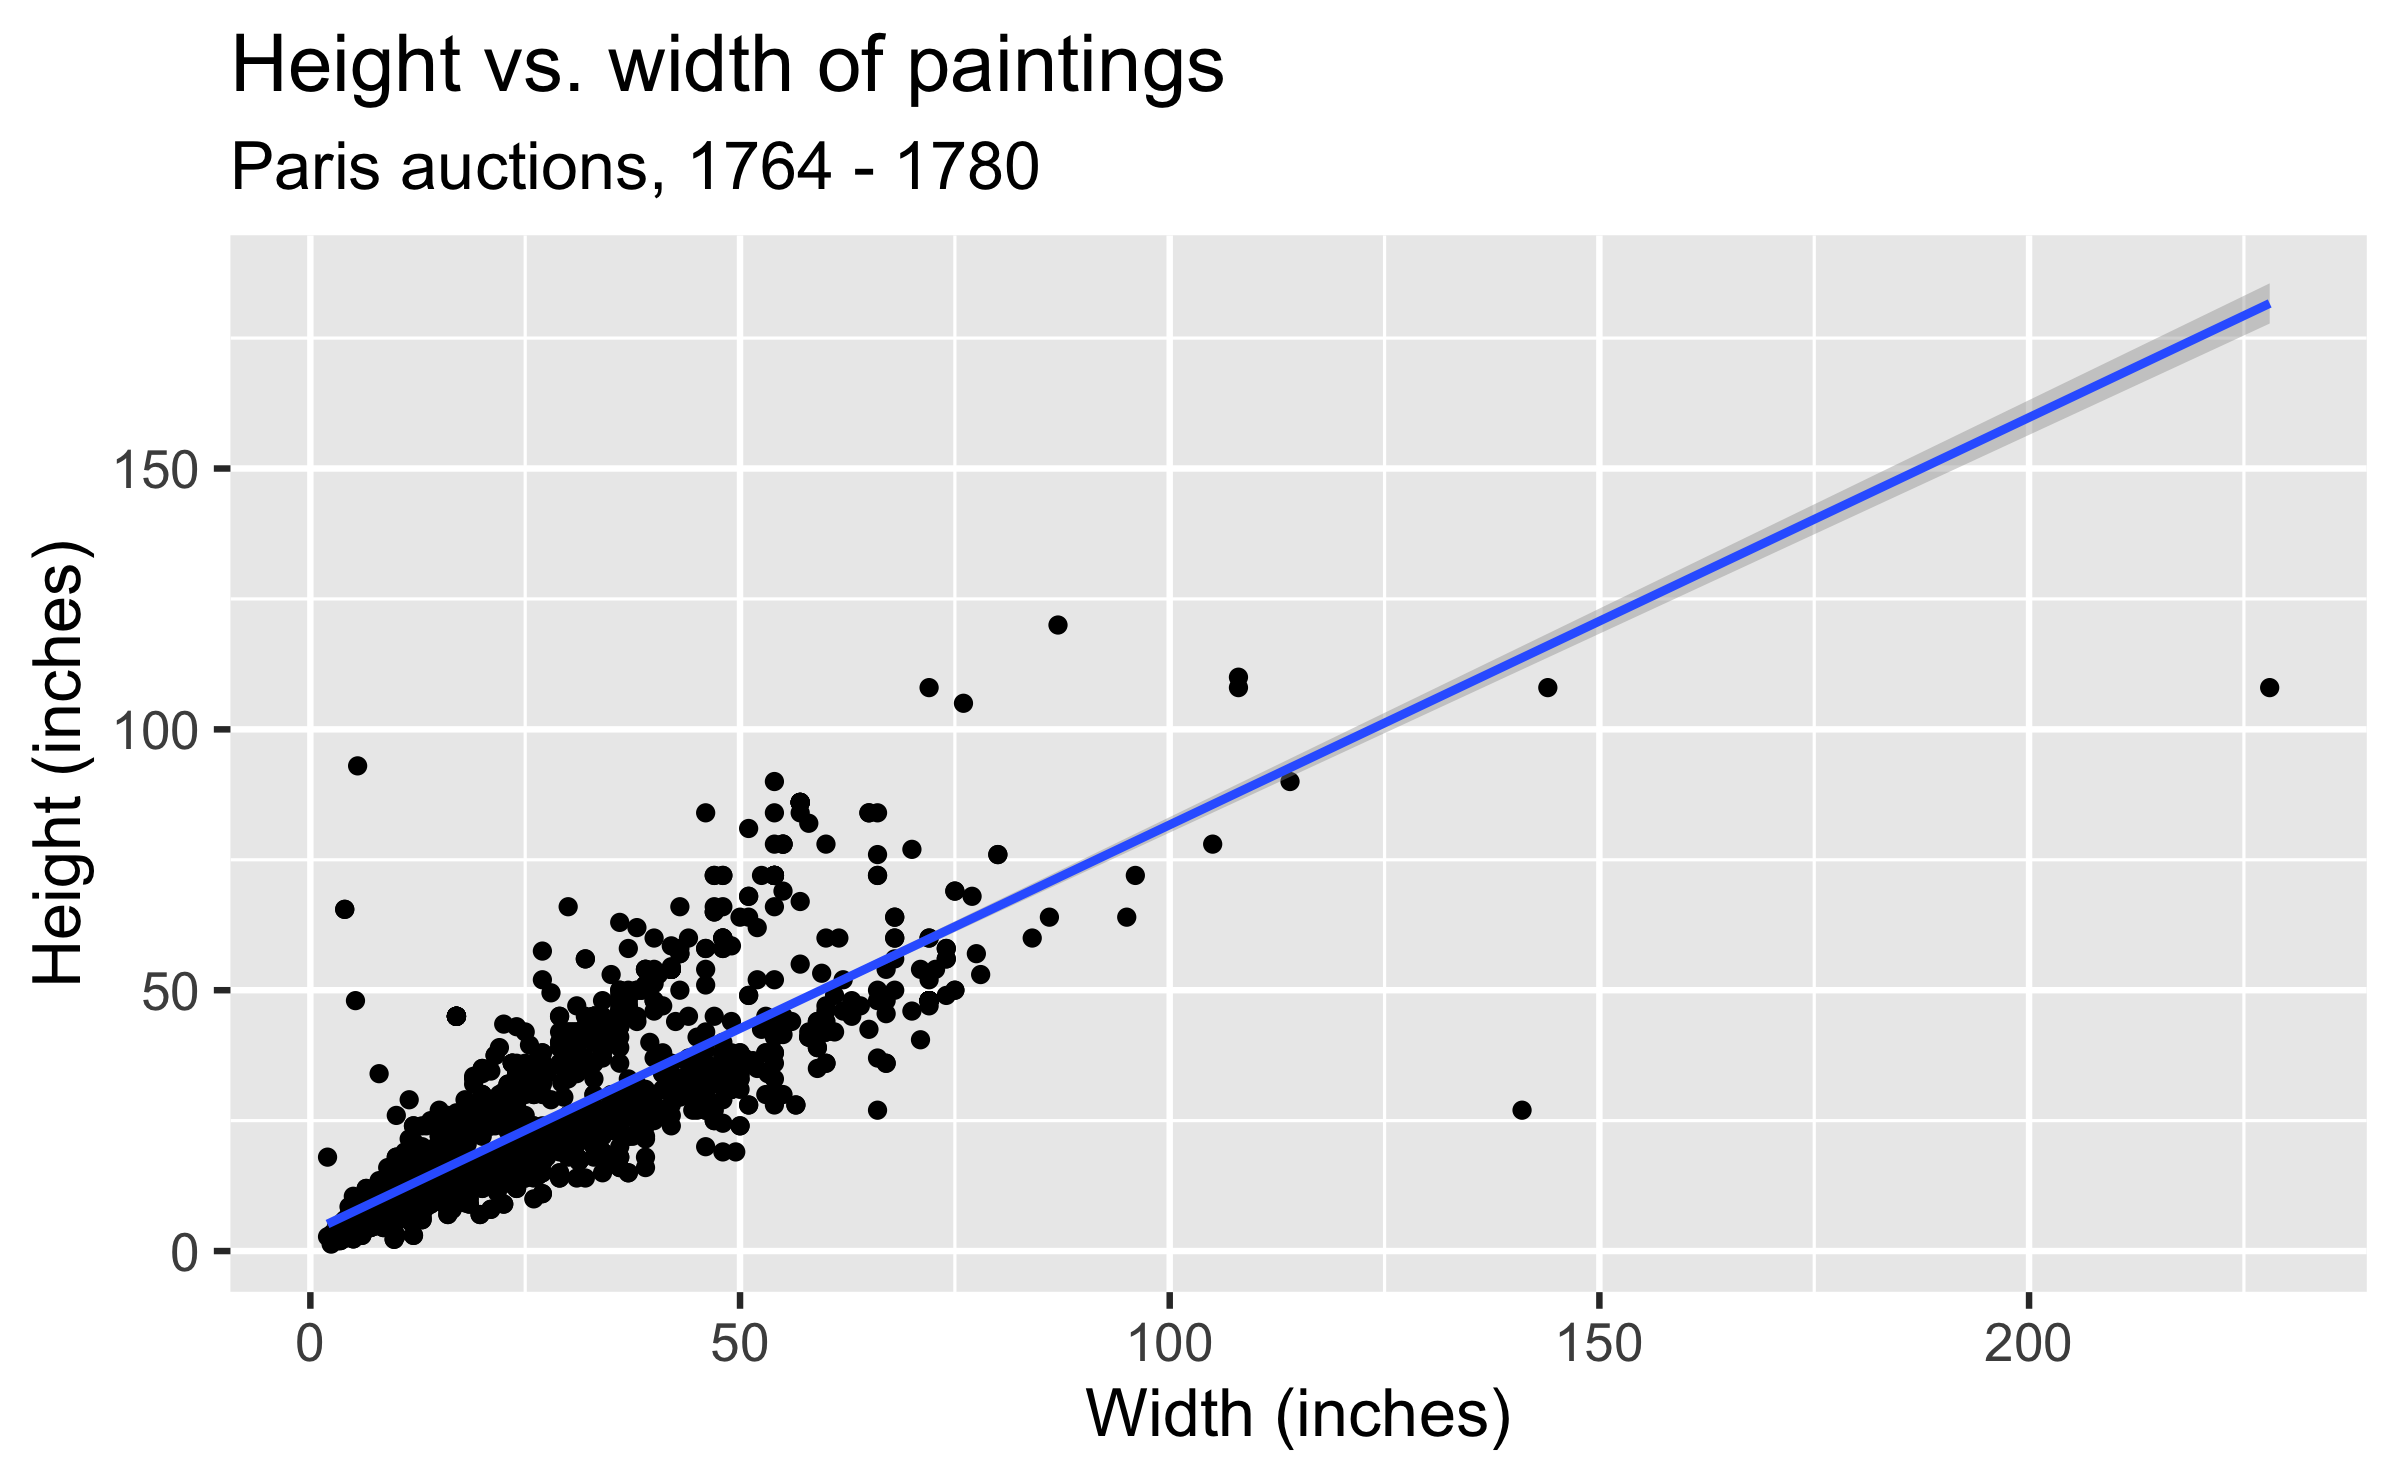 Height vs. width of paintings
Paris auctions, 1764 - 1780
Height (inches)
150
100
50
0
0 50 100 150 200
Width (inches)